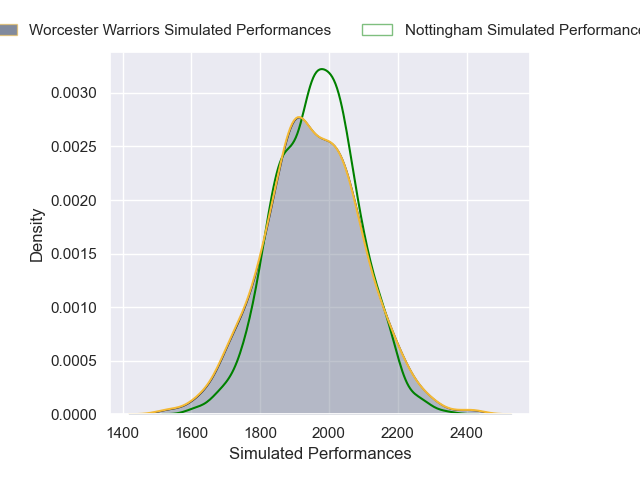 Worcester Warriors Simulated Performances
Nottingham Simulated Performanc
0.0030
0.0025
0.0020
0.0015
0.0010
0.0005
0.0000
Density
1400 1600 1800 2000 2200 2400
Simulated Performances